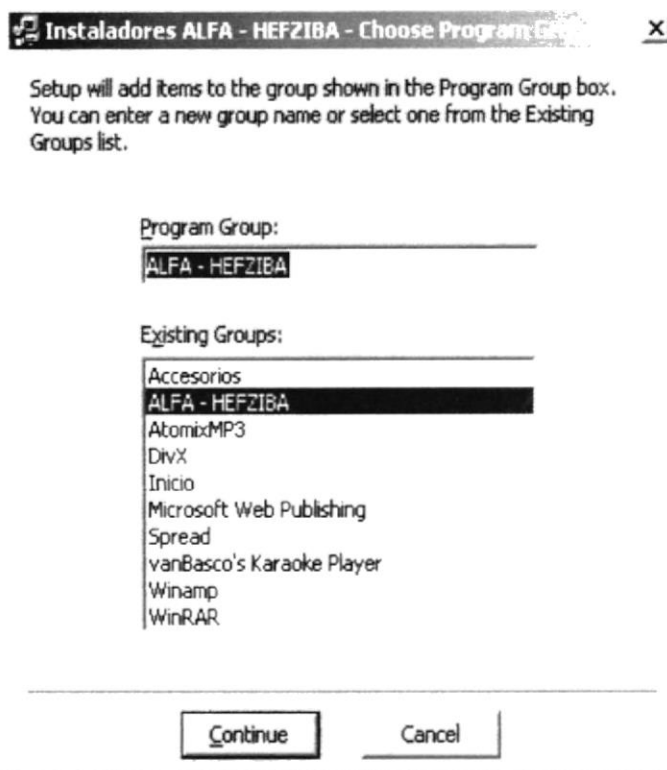 Instaladores ALFA - HEFZIBA - Choose Program
Setup will add items to the group shown in the Program Group box.
You can enter a new group name or select one from the Existing
Groups list.
Program Group:
ALFA - HEFZIBA
Existing Groups:
Accesorios
ALFA - HEFZIBA
AtomixMP3
DivX
Inicio
Microsoft Web Publishing
Spread
vanBasco's Karaoke Player
Winamp
WinRAR
Continue
Cancel